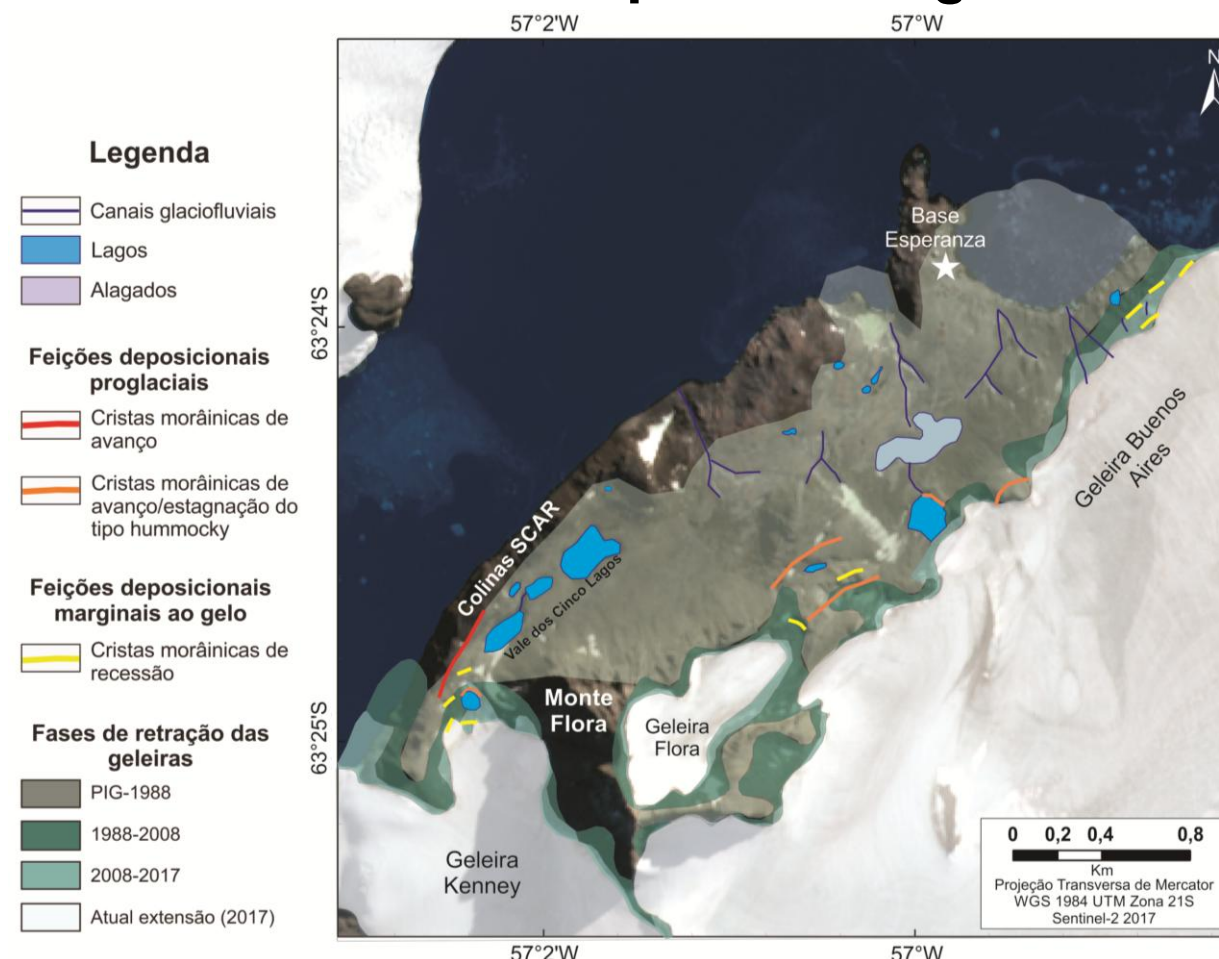 57°2'W
57°W
N
Legenda
Canais glaciofluviais
Lagos
Alagados
Feições deposicionais
proglaciais
Cristas morâinicas de
avanço
Cristas morâinicas de
avanço/estagnação do
tipo hummocky
Feições deposicionais
marginais ao gelo
Cristas morâinicas de
recessão
Fases de retração das
geleiras
PIG-1988
1988-2008
2008-2017
Atual extensão (2017)
63°24'S
63°25'S
Base
Esperanza
Geleira Buenos
Aires
Colinas SCAR
Vale dos Cinco Lagos
Monte
Flora
Geleira
Flora
Geleira
Kenney
0 0,2 0,4 0,8
Km
Projeção Transversa de Mercator
WGS 1984 UTM Zona 21S
Sentinel-2 2017
57°2'W
57°W